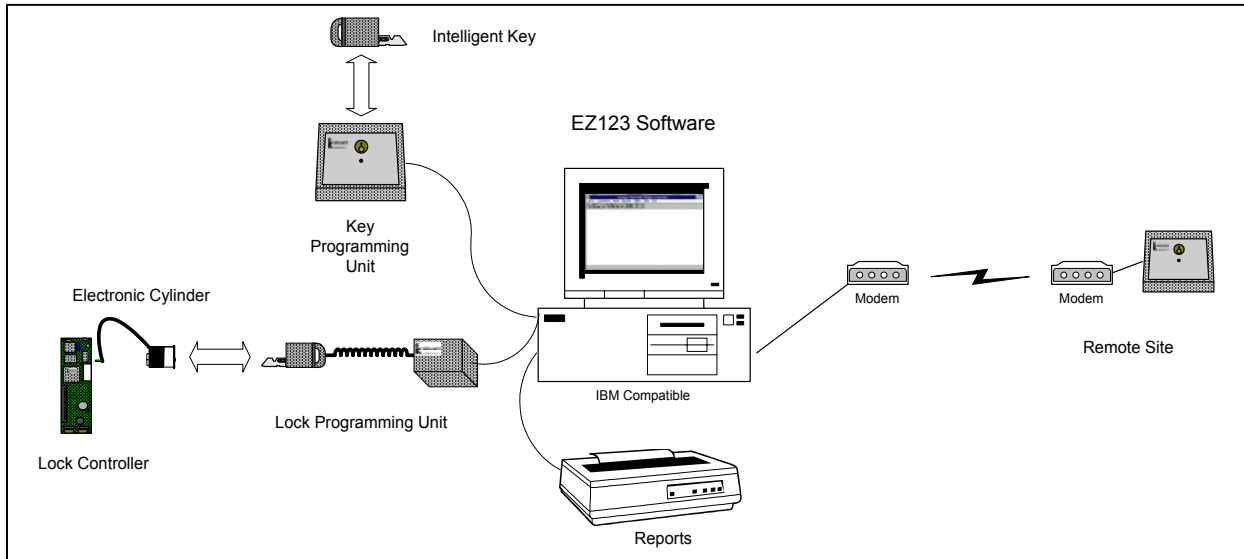 Intelligent Key
EZ123 Software
Key
Programming
Unit
Electronic Cylinder
Modem
Modem
Remote Site
IBM Compatible
Lock Programming Unit
Lock Controller
Reports